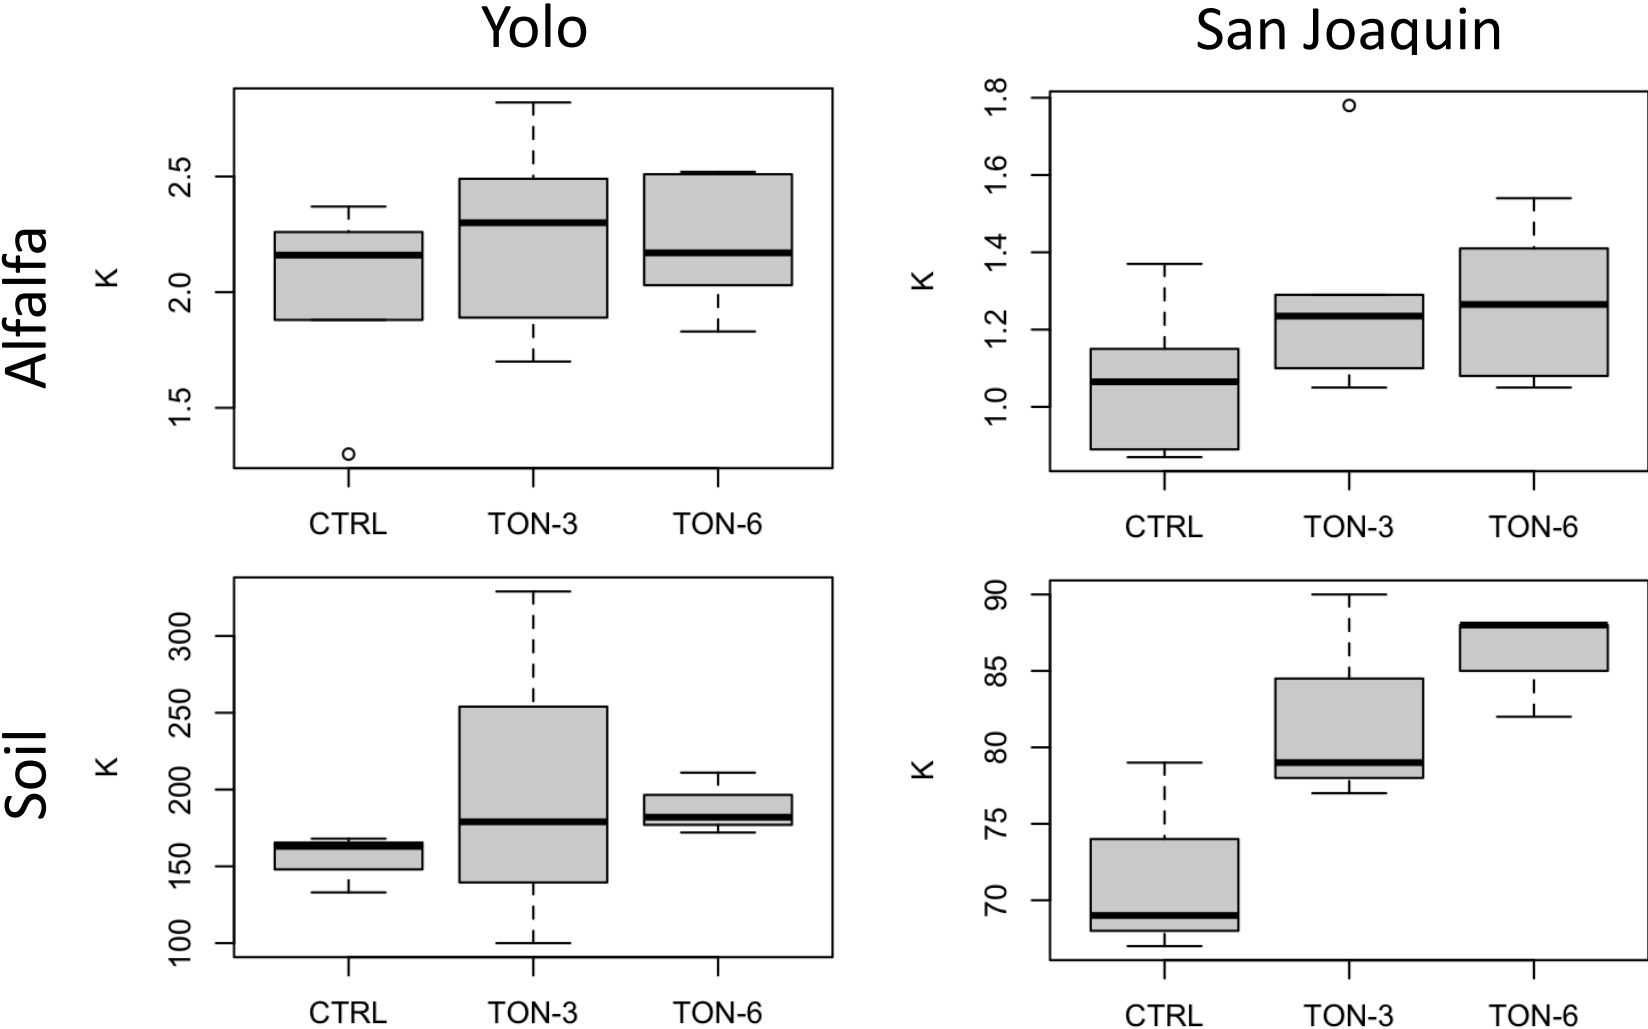 Yolo
San Joaquin
Alfalfa
K
2.5
2.0
1.5
CTRL
TON-3
TON-6
K
1.8
1.6
1.4
1.2
1.0
CTRL
TON-3
TON-6
Soil
K
300
250
200
150
100
CTRL
TON-3
TON-6
K
90
85
80
75
70
CTRL
TON-3
TON-6